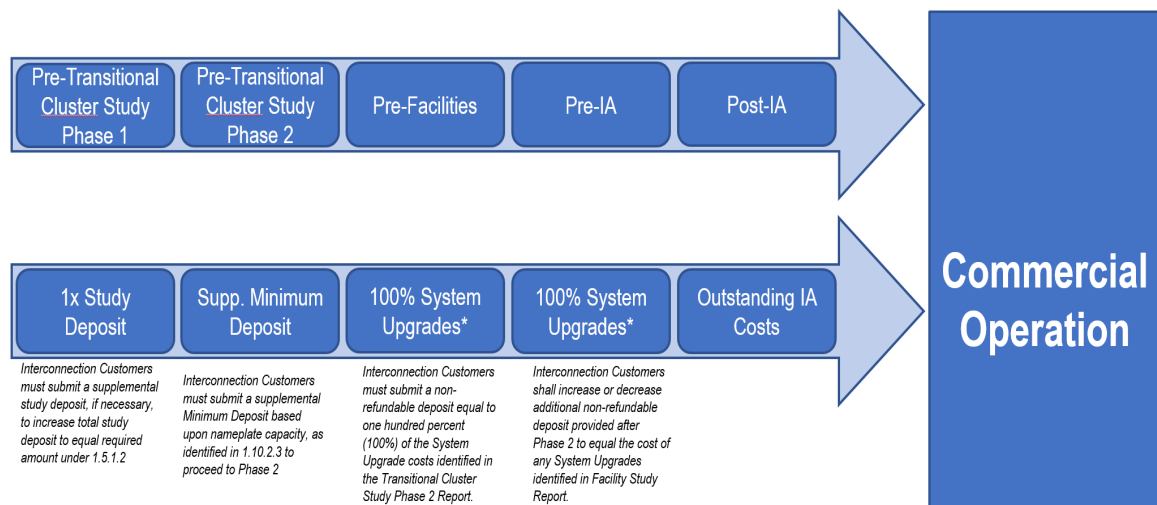 Pre-Transitional
Cluster Study
Phase 1
Pre-Transitional
Cluster Study
Phase 2
Pre-Facilities
Pre-IA
Post-IA
1x Study
Deposit
Supp. Minimum
Deposit
100% System
Upgrades*
100% System
Upgrades*
Outstanding IA
Costs
Interconnection Customers
must submit a supplemental
study deposit, if necessary,
to increase total study
deposit to equal required
amount under 1.5.1.2
Interconnection Customers
must submit a supplemental
Minimum Deposit based
upon nameplate capacity, as
identified in 1.10.2.3 to
proceed to Phase 2
Interconnection Customers
must submit a non-
refundable deposit equal to
one hundred percent
(100%) of the System
Upgrade costs identified in
the Transitional Cluster
Study Phase 2 Report.
Interconnection Customers
shall increase or decrease
additional non-refundable
deposit provided after
Phase 2 to equal the cost of
any System Upgrades
identified in Facility Study
Report.
Commercial
Operation